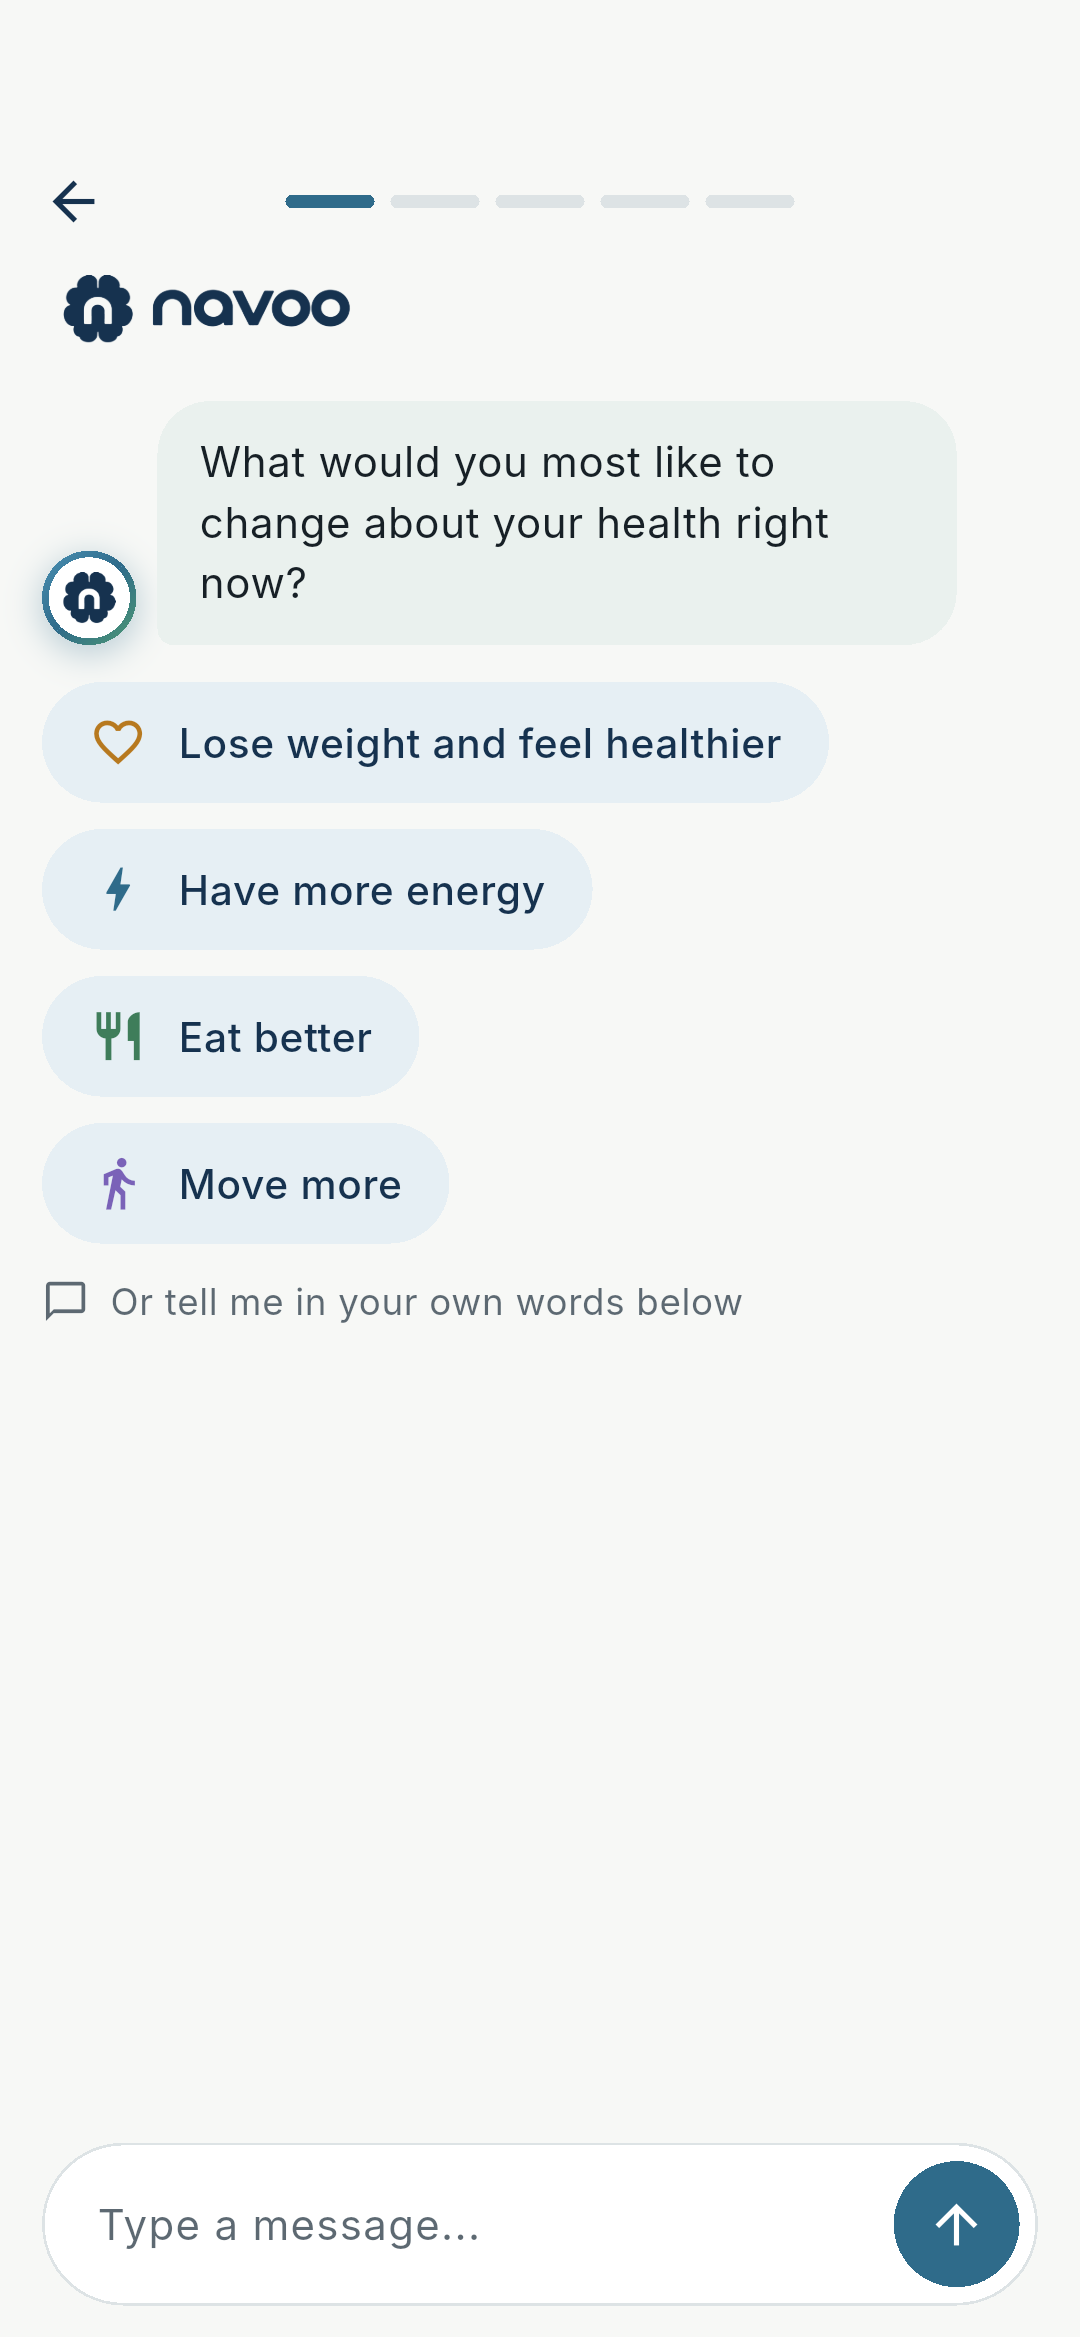 navoo
What would you most like to
change about your health right
now?
Lose weight and feel healthier
Have more energy
Eat better
Move more
Or tell me in your own words below
Type a message...